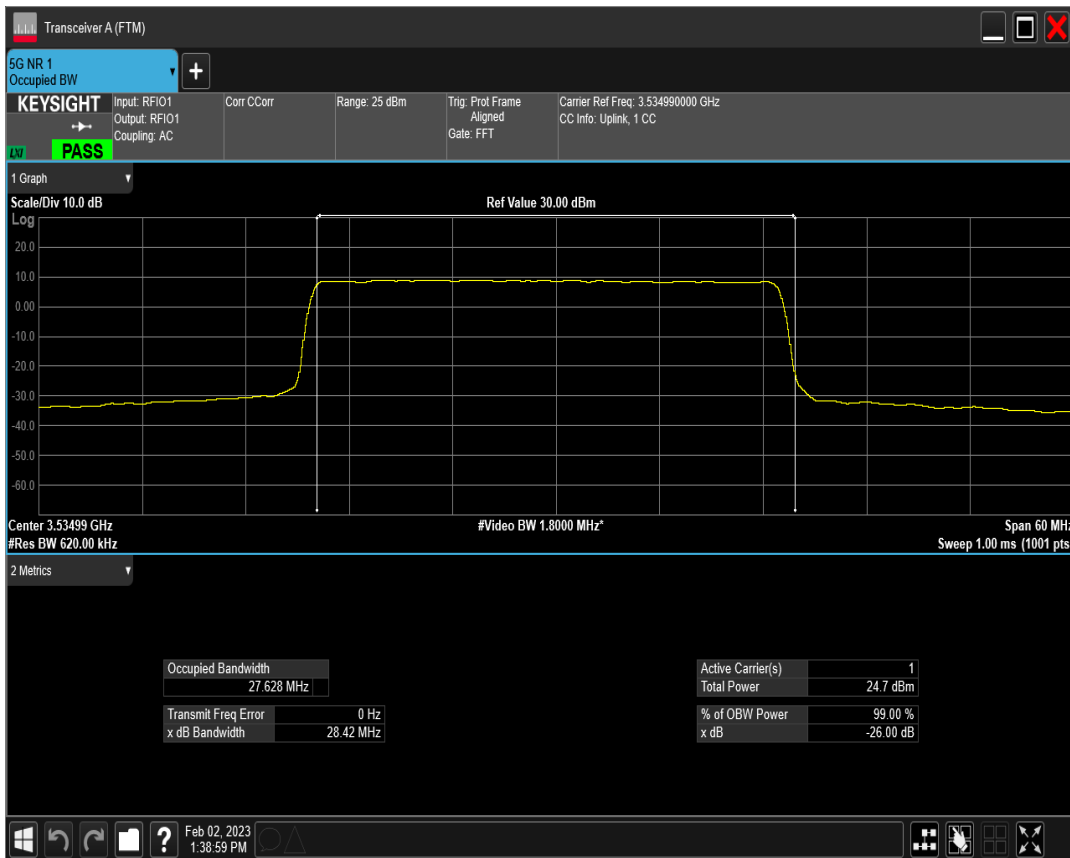 Transceiver A (FTM)
5G NR 1
Occupied BW
+
KEYSIGHT
LXI
PASS
Input: RFIO1
Output: RFIO1
Coupling: AC
Corr CCorr
Range: 25 dBm
Trig: Prot Frame
Aligned
Gate: FFT
Carrier Ref Freq: 3.534990000 GHz
CC Info: Uplink, 1 CC
1 Graph
Scale/Div 10.0 dB
Ref Value 30.00 dBm
Log
20.0
10.0
0.00
-10.0
-20.0
-30.0
-40.0
-50.0
-60.0
Center 3.53499 GHz
#Video BW 1.8000 MHz*
Span 60 MHz
#Res BW 620.00 kHz
Sweep 1.00 ms (1001 pts
2 Metrics
Occupied Bandwidth
27.628 MHz
Transmit Freq Error 0 Hz
x dB Bandwidth 28.42 MHz
Active Carrier(s) 1
Total Power 24.7 dBm
% of OBW Power 99.00 %
x dB -26.00 dB
?
Feb 02, 2023
1:38:59 PM